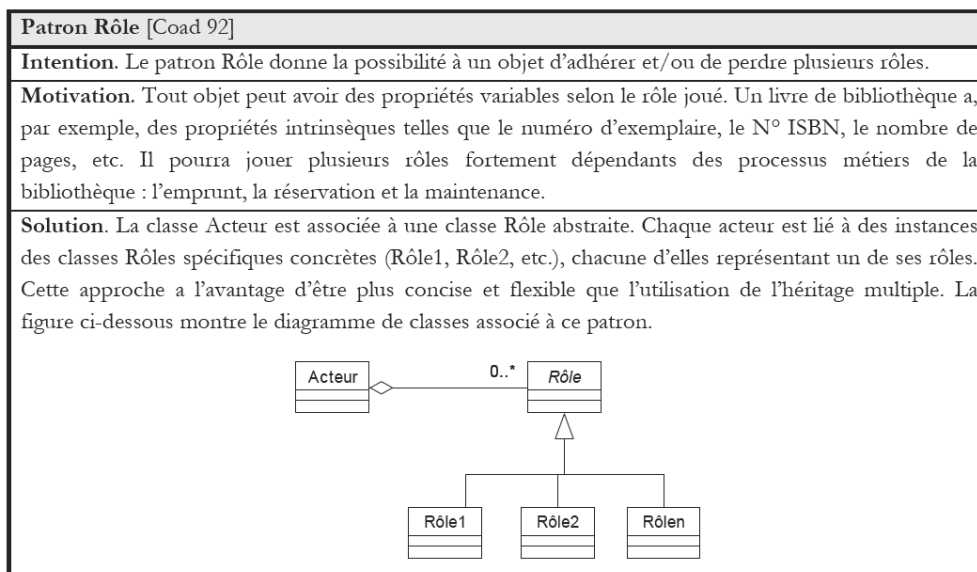 Patron Rôle [Coad 92]
Intention. Le patron Rôle donne la possibilité à un objet d’adhérer et/ou de perdre plusieurs rôles.
Motivation. Tout objet peut avoir des propriétés variables selon le rôle joué. Un livre de bibliothèque a,
par exemple, des propriétés intrinsèques telles que le numéro d’exemplaire, le N° ISBN, le nombre de
pages, etc. Il pourra jouer plusieurs rôles fortement dépendants des processus métiers de la
bibliothèque : l’emprunt, la réservation et la maintenance.
Solution. La classe Acteur est associée à une classe Rôle abstraite. Chaque acteur est lié à des instances
des classes Rôles spécifiques concrètes (Rôle1, Rôle2, etc.), chacune d’elles représentant un de ses rôles.
Cette approche a l’avantage d’être plus concise et flexible que l’utilisation de l’héritage multiple. La
figure ci-dessous montre le diagramme de classes associé à ce patron.
Acteur 0..* Rôle
Rôle1 Rôle2 Rôlen